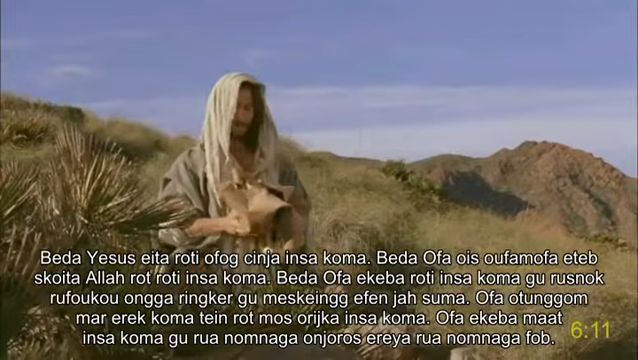 Beda Yesus eita roti ofog cinja insa koma. Beda Ofa ois oufamofa eteb
skoita Allah rot roti insa koma. Beda Ofa ekeba roti insa koma gu rusnok
rufoukou ongga ringker gu meskeingg efen jah suma. Ofa otunggom
mar erek koma tein rot mos orijka insa koma. Ofa ekeba maat
insa koma gu rua nomnaga onjoros ereya rua nomnaga fob.
6:11